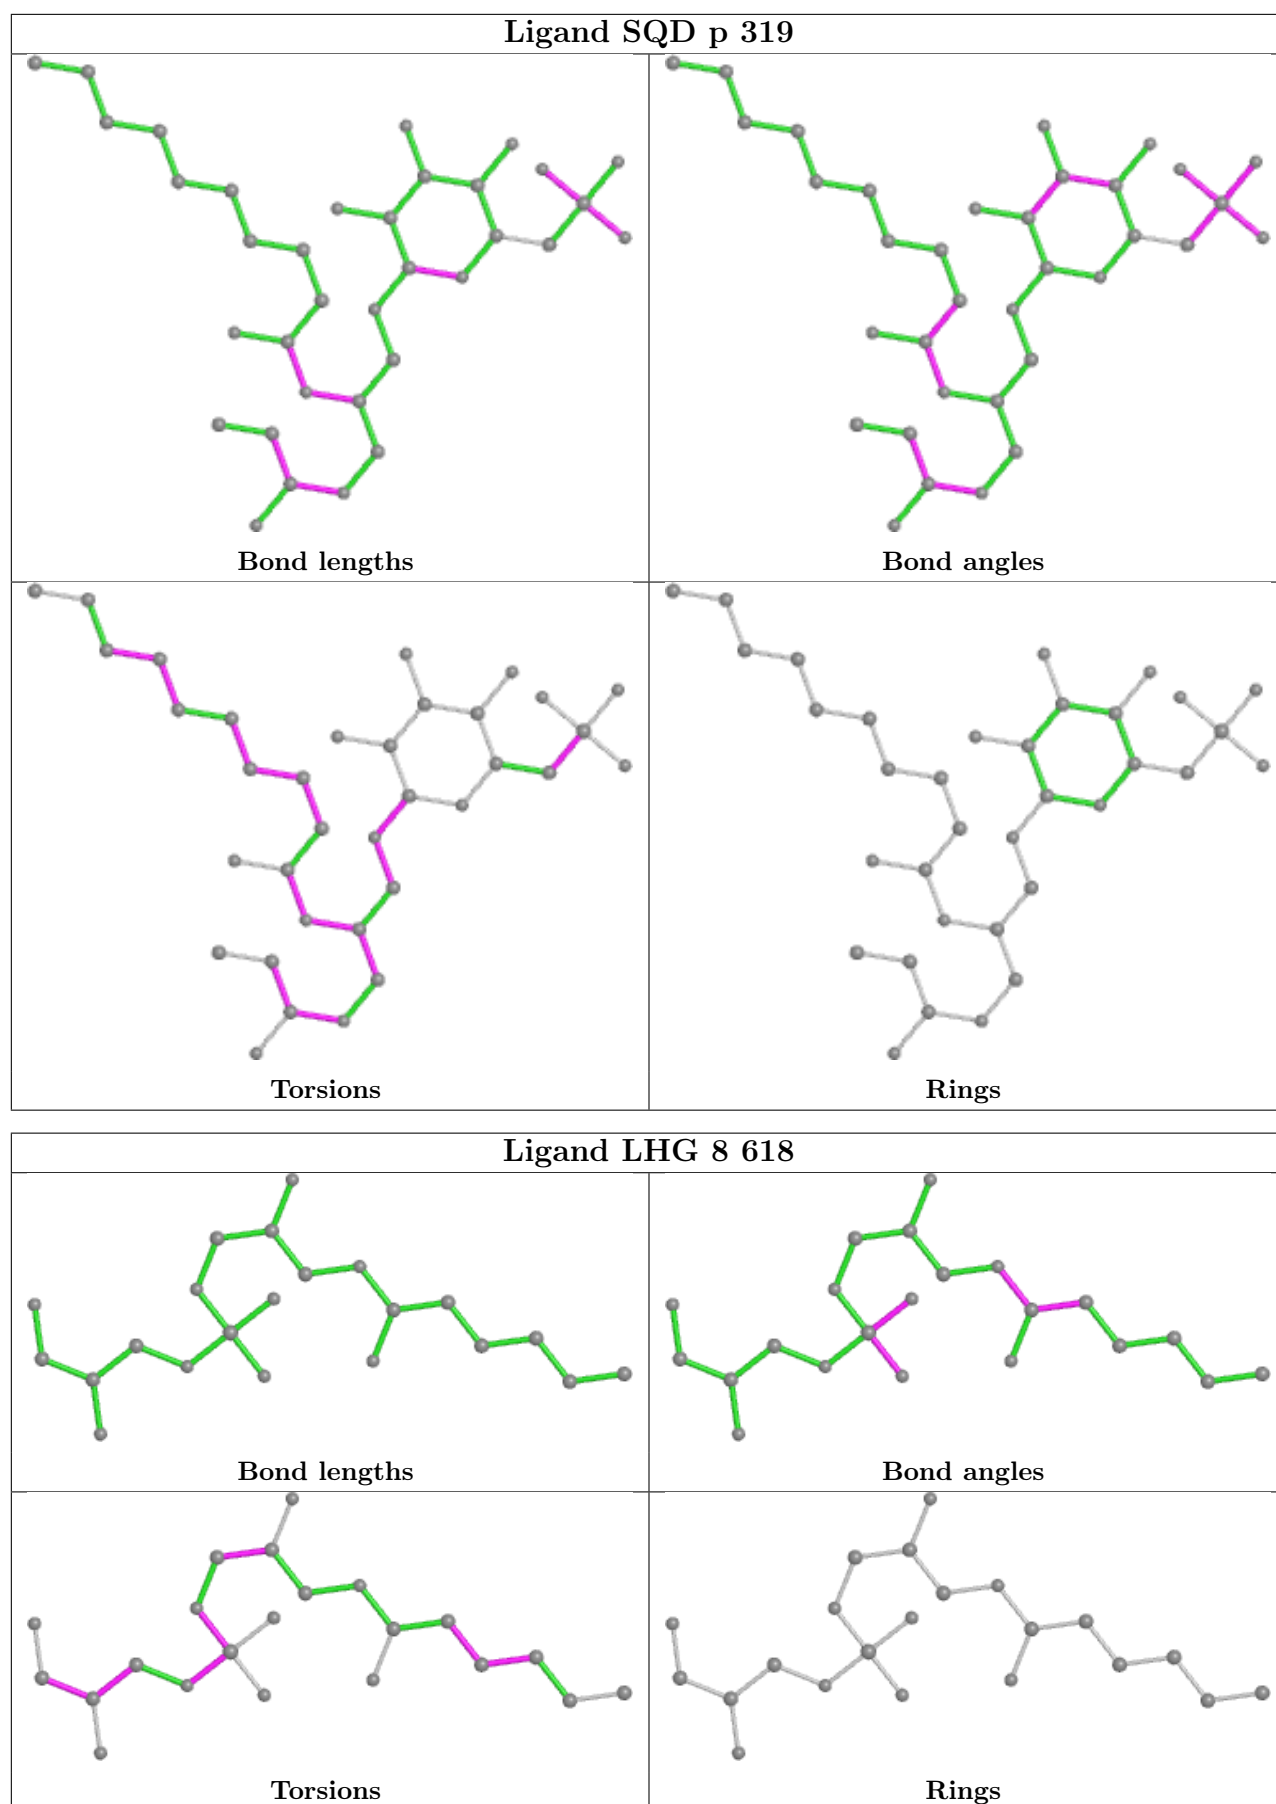 Ligand SQD p 319
Bond lengths
Bond angles
Torsions
Rings
Ligand LHG 8 618
Bond lengths
Bond angles
Torsions
Rings